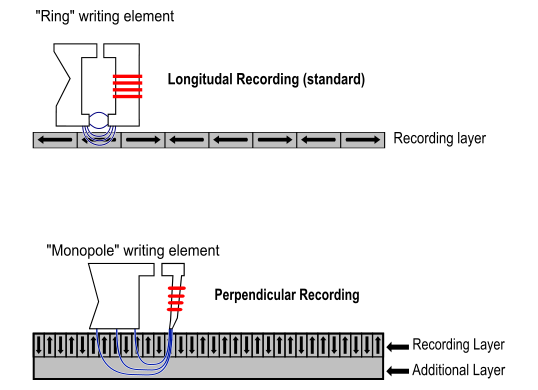 "Ring" writing element
Longitudal Recording (standard)
Recording layer
"Monopole" writing element
Perpendicular Recording
Recording Layer
Additional Layer